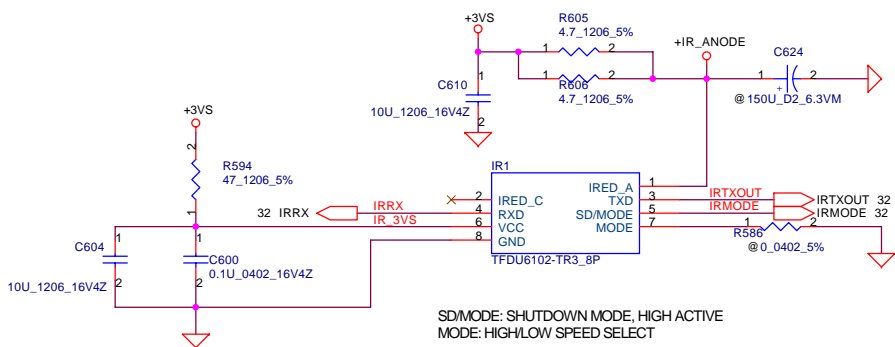 +3VS
R605
4.7_1206_5%
1
2
+IR_ANODE
C624
1
2
+
@150U_D2_6.3VM
1
2
R606
4.7_1206_5%
1
C610
10U_1206_16V4Z
2
+3VS
2
R594
47_1206_5%
1
IR1
IRED_A
1
2
IRED_C
TXD
3
IRTXOUT
IRTXOUT 32
32 IRRX
IRRX
4
RXD
SD/MODE
5
IRMODE
IRMODE 32
IR_3VS
6
VCC
MODE
7
1
2
8
GND
R586
@0_0402_5%
TFDU6102-TR3_8P
C604
1
2
10U_1206_16V4Z
1
C600
0.1U_0402_16V4Z
2
SD/MODE: SHUTDOWN MODE, HIGH ACTIVE
MODE: HIGH/LOW SPEED SELECT